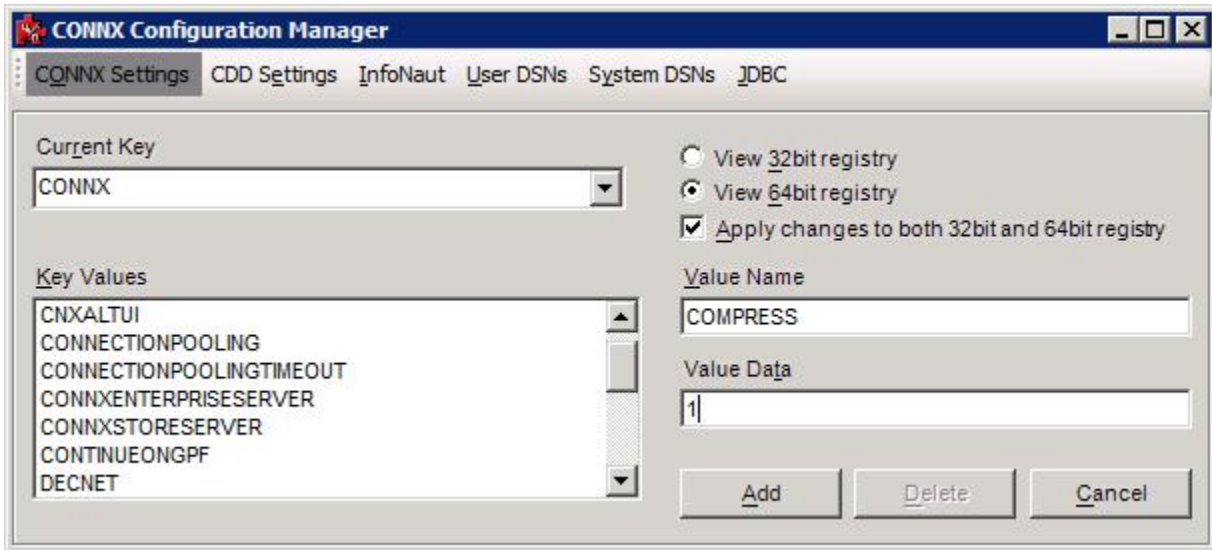 CONNX Configuration Manager
CONNX Settings CDD Settings InfoNaut User DSNs System DSNs JDBC
Current Key
CONNX
View 32bit registry
View 64bit registry
Apply changes to both 32bit and 64bit registry
Key Values
CNXALTUI
CONNECTIONPOOLING
CONNECTIONPOOLINGTIMEOUT
CONNXENTERPRISESERVER
CONNXSTORESERVER
CONTINUEONGPF
DECNET
Value Name
COMPRESS
Value Data
1
Add Delete Cancel